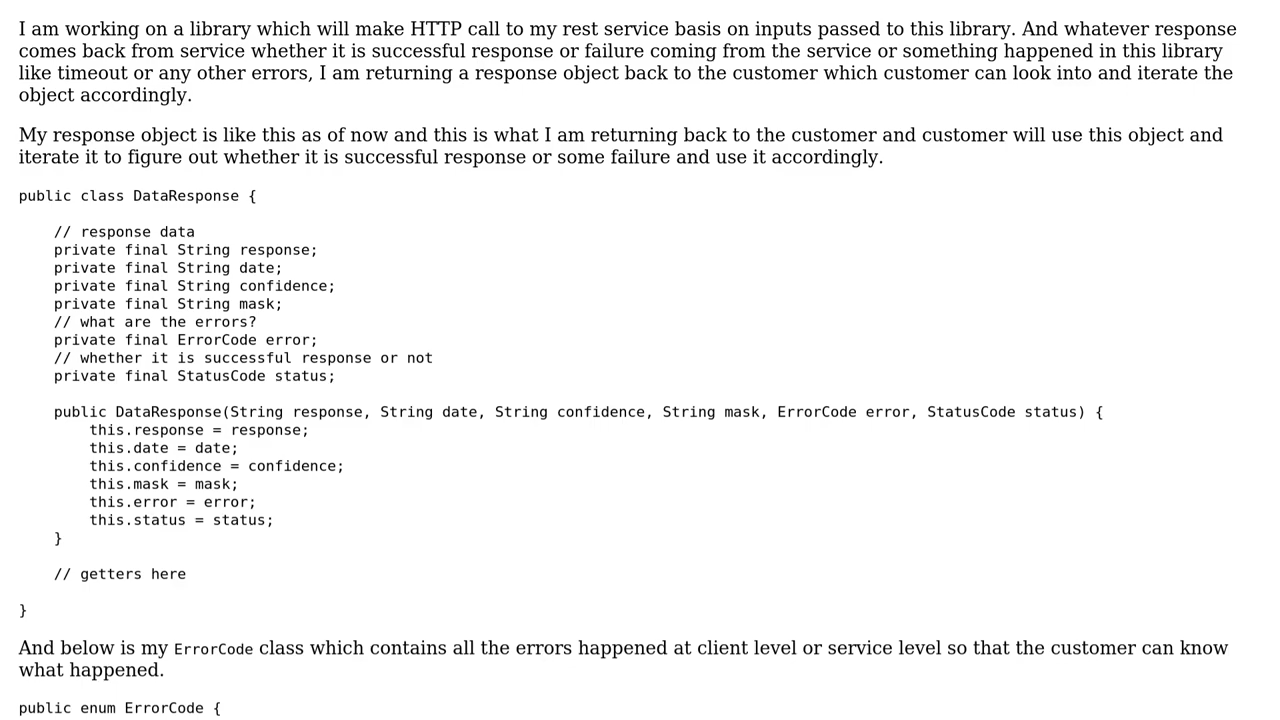 I am working on a library which will make HTTP call to my rest service basis on inputs passed to this library. And whatever response
comes back from service whether it is successful response or failure coming from the service or something happened in this library
like timeout or any other errors, I am returning a response object back to the customer which customer can look into and iterate the
object accordingly.
My response object is like this as of now and this is what I am returning back to the customer and customer will use this object and
iterate it to figure out whether it is successful response or some failure and use it accordingly.
public class DataResponse {
    // response data
    private final String response;
    private final String date;
    private final String confidence;
    private final String mask;
    // what are the errors?
    private final ErrorCode error;
    // whether it is successful response or not
    private final StatusCode status;
    public DataResponse(String response, String date, String confidence, String mask, ErrorCode error, StatusCode status) {
        this.response = response;
        this.date = date;
        this.confidence = confidence;
        this.mask = mask;
        this.error = error;
        this.status = status;
    }
    // getters here
}
And below is my ErrorCode class which contains all the errors happened at client level or service level so that the customer can know
what happened.
public enum ErrorCode {